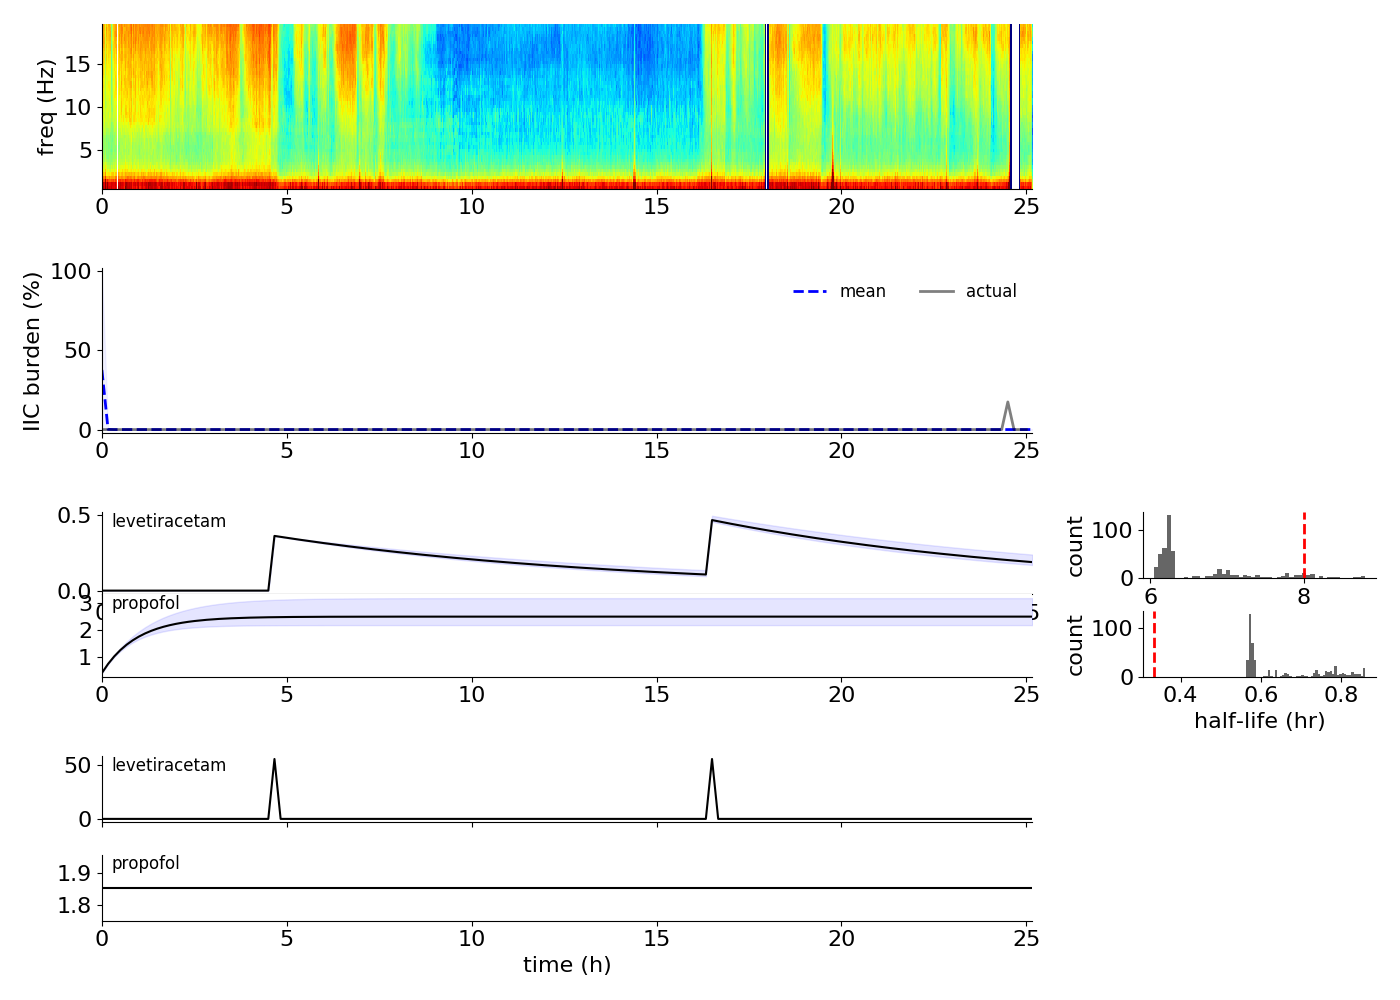 freq (Hz)
15
10
5
0 5 10 15 20 25
IIC burden (%)
100
50
0
mean actual
0 5 10 15 20 25
0.5
0.0
levetiracetam
count
100
0
6 8
3
2
1
propofol
0 5 10 15 20 25
count
100
0
0.4 0.6 0.8
half-life (hr)
50
0
levetiracetam
1.9
1.8
propofol
0 5 10 15 20 25
time (h)